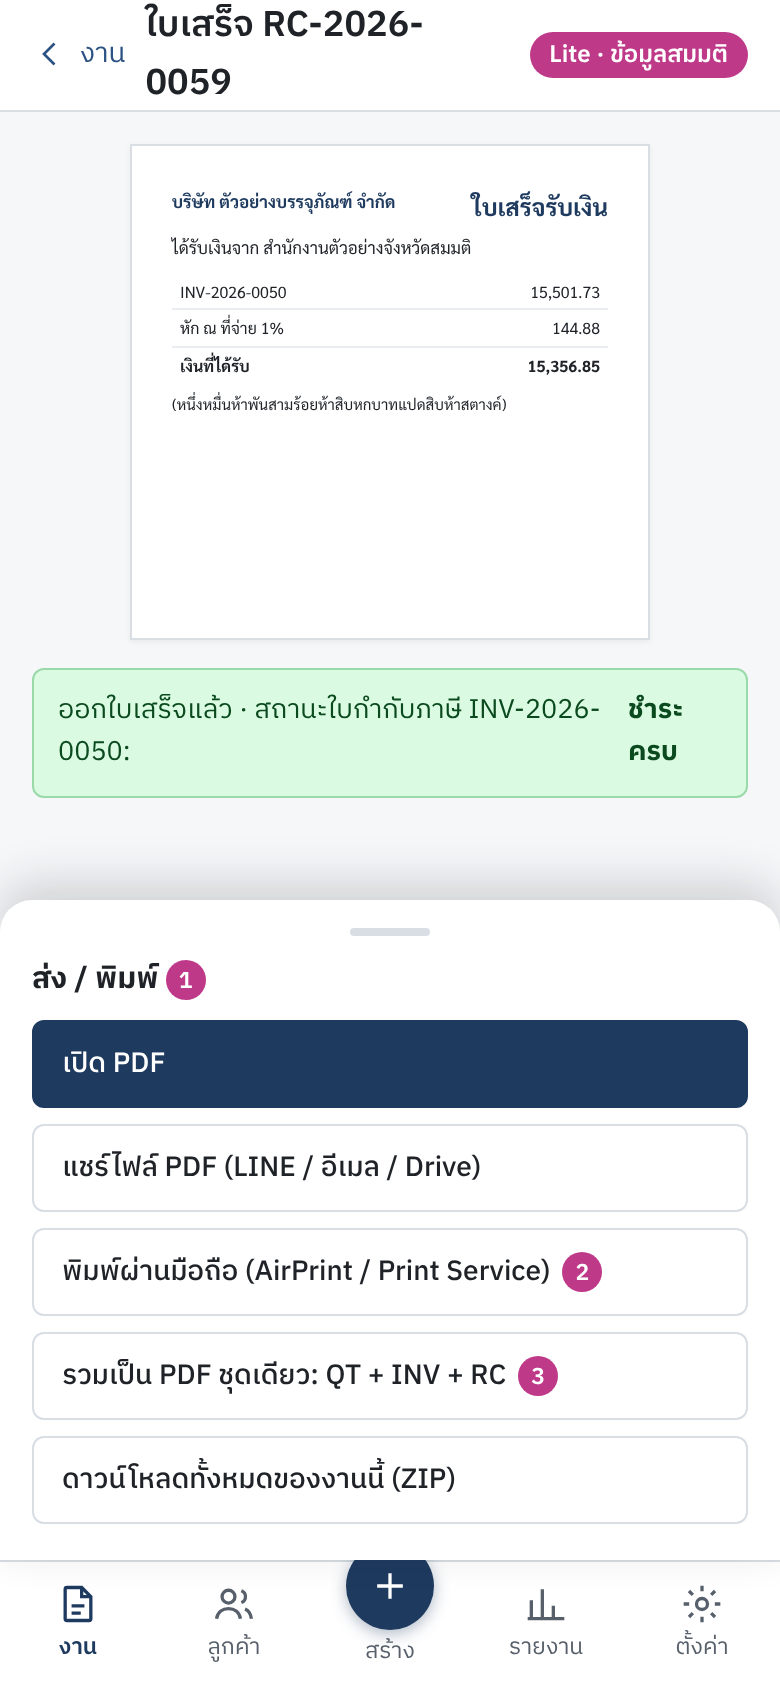 งาน
ใบเสร็จ RC-2026-
0059
Lite · ข้อมูลสมมติ
บริษัท ตัวอย่างบรรจุภัณฑ์ จำกัด
ใบเสร็จรับเงิน
ได้รับเงินจาก สำนักงานตัวอย่างจังหวัดสมมติ
INV-2026-0050 15,501.73
หัก ณ ที่จ่าย 1% 144.88
เงินที่ได้รับ 15,356.85
(หนึ่งหมื่นห้าพันสามร้อยห้าสิบหกบาทแปดสิบห้าสตางค์)
ออกใบเสร็จแล้ว · สถานะใบกำกับภาษี INV-2026-
0050:
ชำระ
ครบ
ส่ง / พิมพ์ 1
เปิด PDF
แชร์ไฟล์ PDF (LINE / อีเมล / Drive)
พิมพ์ผ่านมือถือ (AirPrint / Print Service) 2
รวมเป็น PDF ชุดเดียว: QT + INV + RC 3
ดาวน์โหลดทั้งหมดของงานนี้ (ZIP)
งาน
ลูกค้า
สร้าง
รายงาน
ตั้งค่า